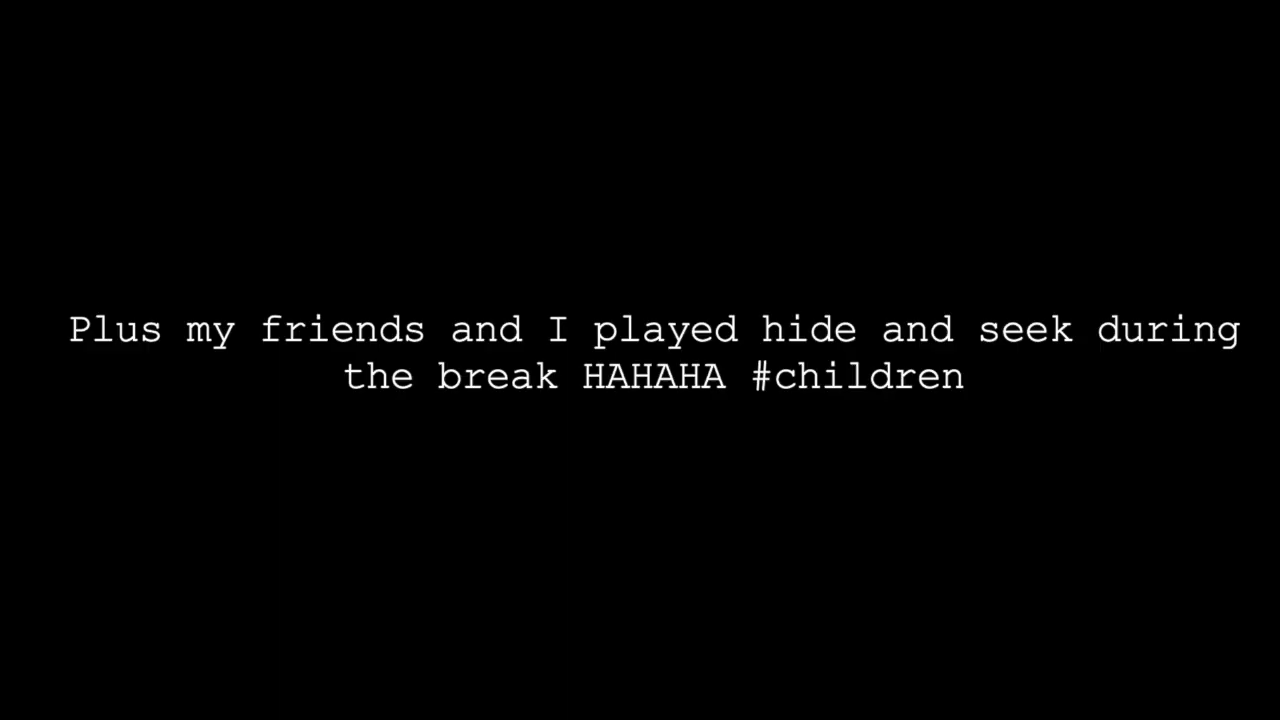 Plus my friends and I played hide and seek during
the break HAHAHA #children